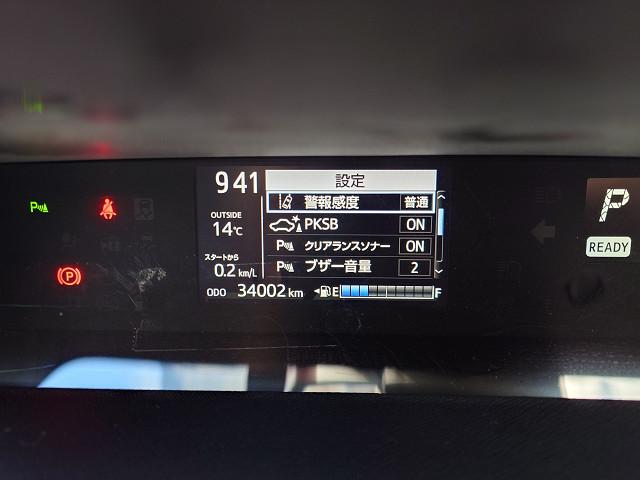 9 41
設定
警報感度 普通
PKSB ON
クリアランスソナー ON
ブザー音量 2
OUTSIDE
14℃
スタートから
0.2 km/L
ODO 34002 km
E F
P
P
P
READY